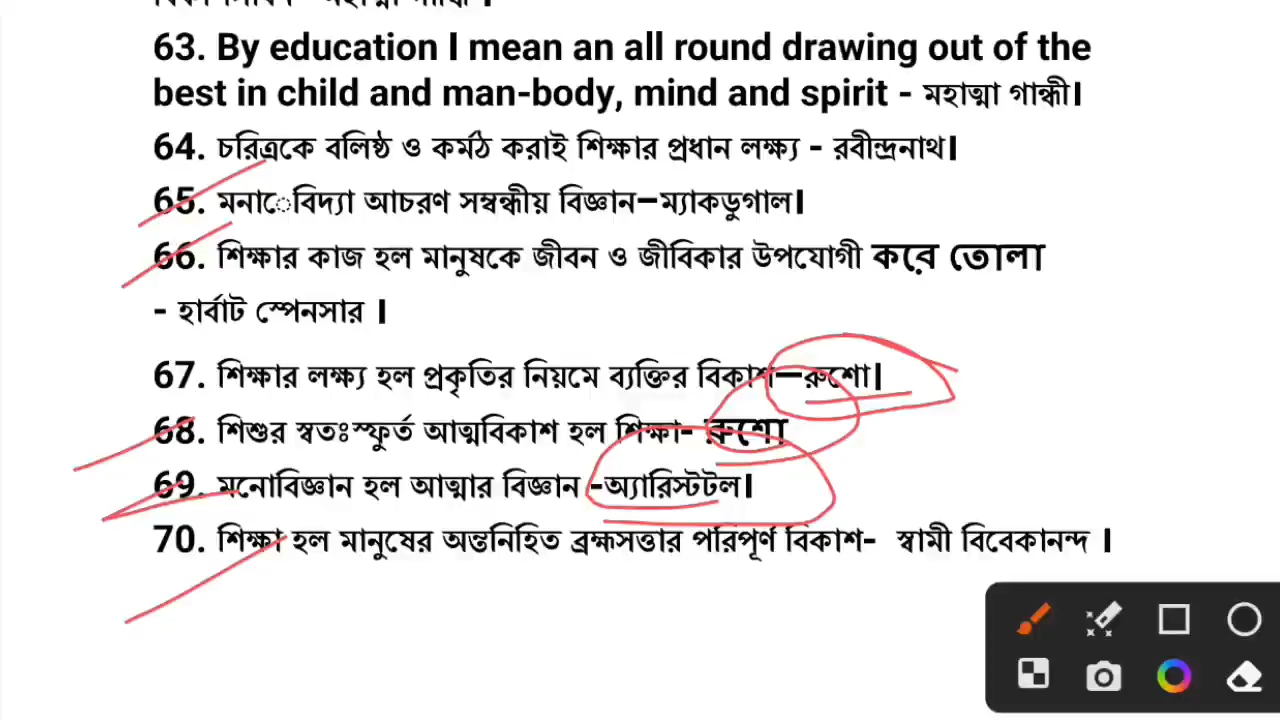 63. By education I mean an all round drawing out of the
best in child and man-body, mind and spirit - মহাত্মা গান্ধী।
64. চরিত্রকে বলিষ্ঠ ও কর্মঠ করাই শিক্ষার প্রধান লক্ষ্য - রবীন্দ্রনাথ।
65. মনােবিদ্যা আচরণ সম্বন্ধীয় বিজ্ঞান—ম্যাকডুগাল।
66. শিক্ষার কাজ হল মানুষকে জীবন ও জীবিকার উপযোগী করে তোলা
- হার্বাট স্পেনসার ।
67. শিক্ষার লক্ষ্য হল প্রকৃতির নিয়মে ব্যক্তির বিকাশ—রুশো।
68. শিশুর স্বতঃস্ফুর্ত আত্মবিকাশ হল শিক্ষা- রুশো
69. মনোবিজ্ঞান হল আত্মার বিজ্ঞান -অ্যারিস্টটল।
70. শিক্ষা হল মানুষের অন্তনিহিত ব্রহ্মসত্তার পরিপূর্ণ বিকাশ- স্বামী বিবেকানন্দ ।